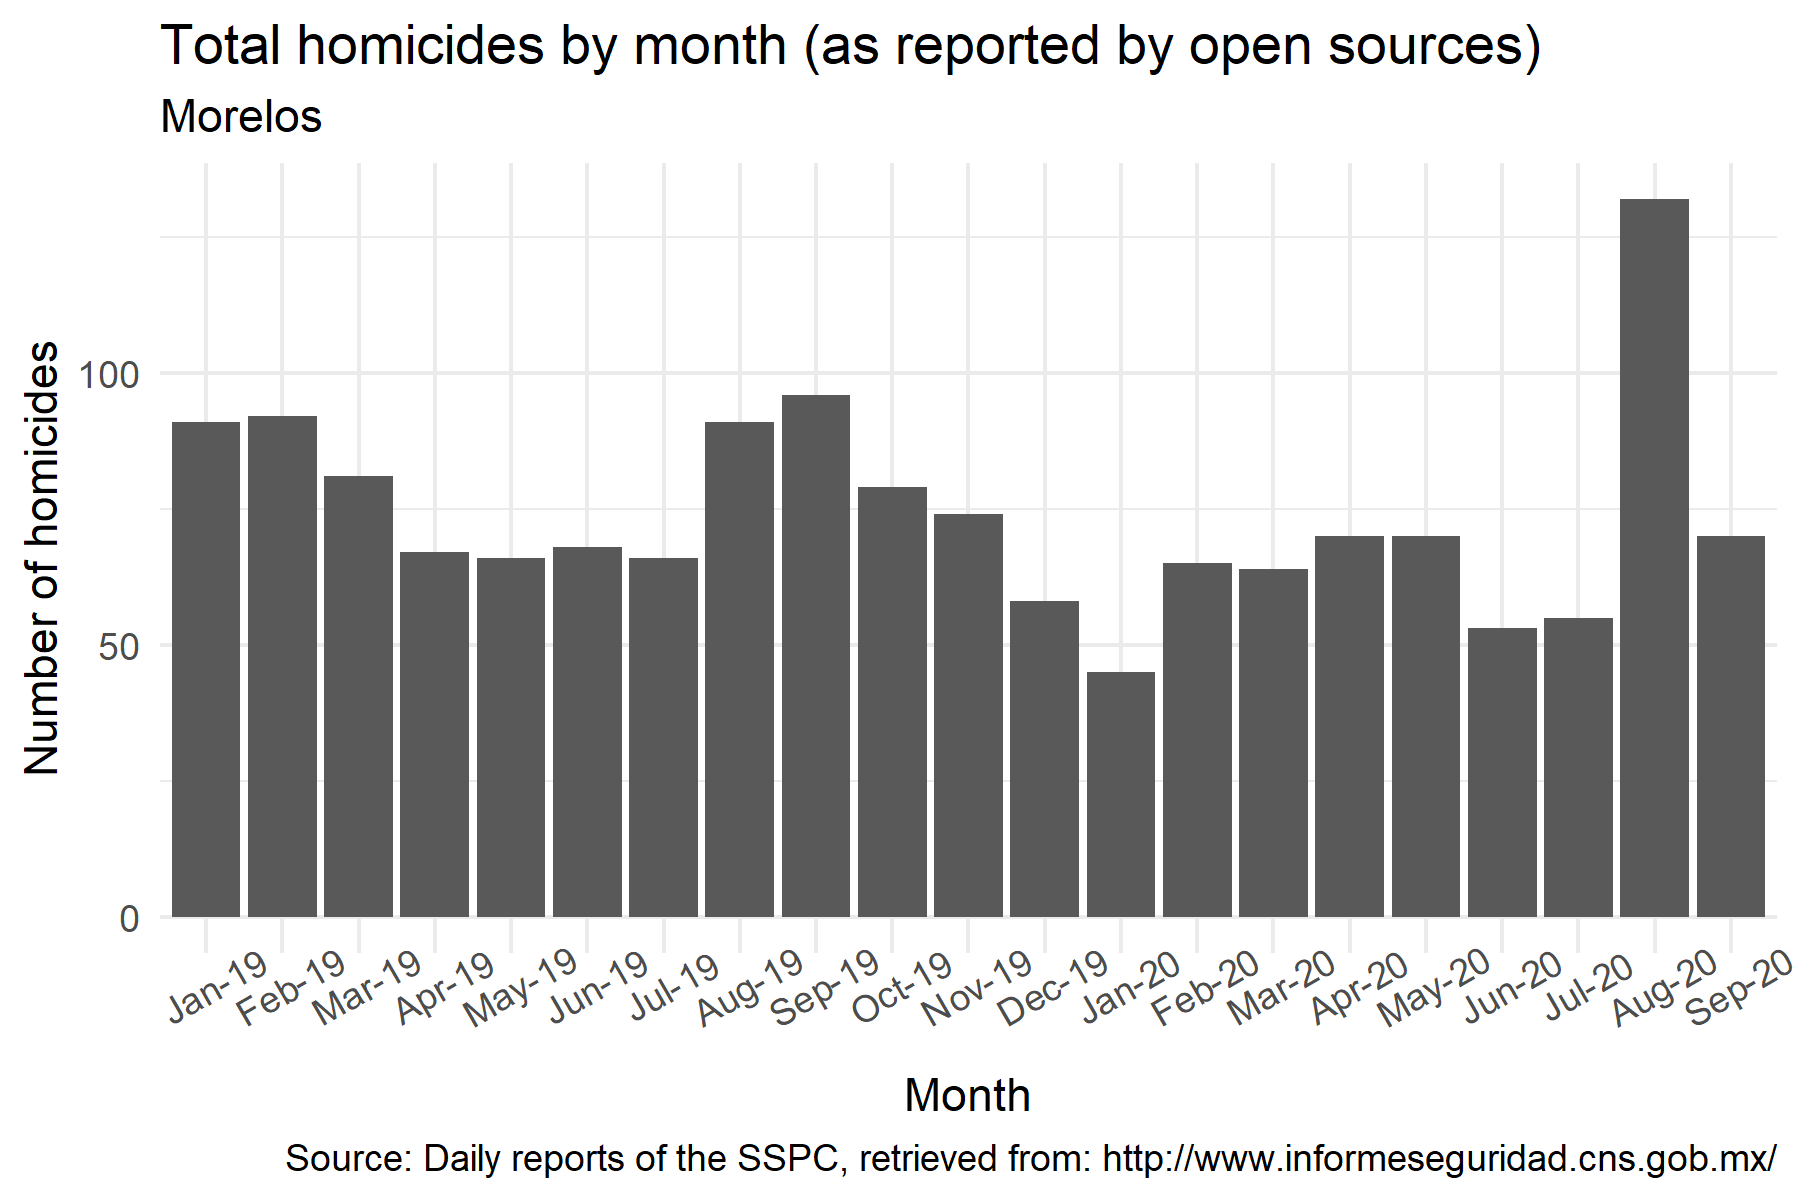 Total homicides by month (as reported by open sources)
Morelos
Number of homicides
100
50
0
Jan-19
Feb-19
Mar-19
Apr-19
May-19
Jun-19
Jul-19
Aug-19
Sep-19
Oct-19
Nov-19
Dec-19
Jan-20
Feb-20
Mar-20
Apr-20
May-20
Jun-20
Jul-20
Aug-20
Sep-20
Month
Source: Daily reports of the SSPC, retrieved from: http://www.informeseguridad.cns.gob.mx/